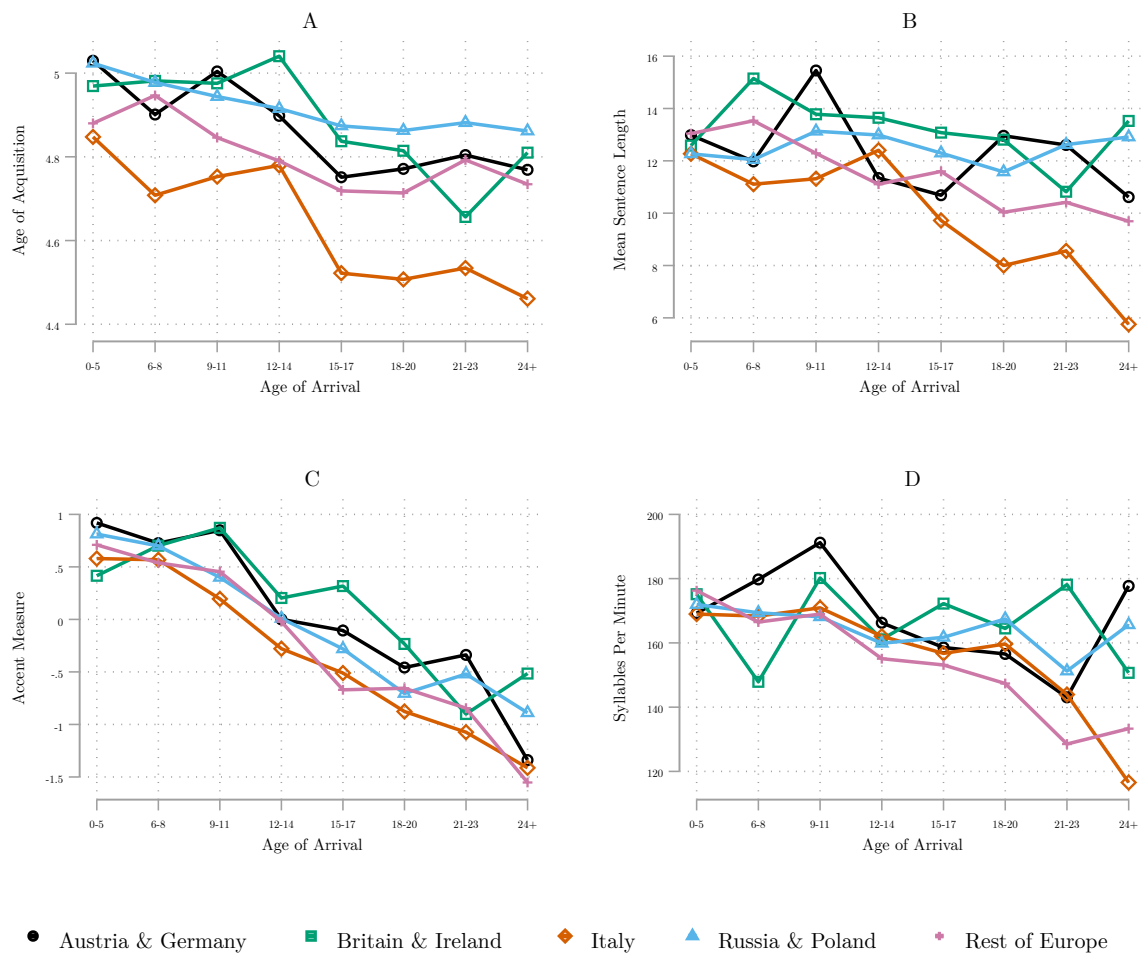 A
Age of Acquisition
5
4.8
4.6
4.4
0-5 6-8 9-11 12-14 15-17 18-20 21-23 24+
Age of Arrival
B
Mean Sentence Length
16
14
12
10
8
6
0-5 6-8 9-11 12-14 15-17 18-20 21-23 24+
Age of Arrival
C
Accent Measure
1
.5
0
-.5
-1
-1.5
0-5 6-8 9-11 12-14 15-17 18-20 21-23 24+
Age of Arrival
D
Syllables Per Minute
200
180
160
140
120
0-5 6-8 9-11 12-14 15-17 18-20 21-23 24+
Age of Arrival
Austria & Germany Britain & Ireland Italy Russia & Poland Rest of Europe